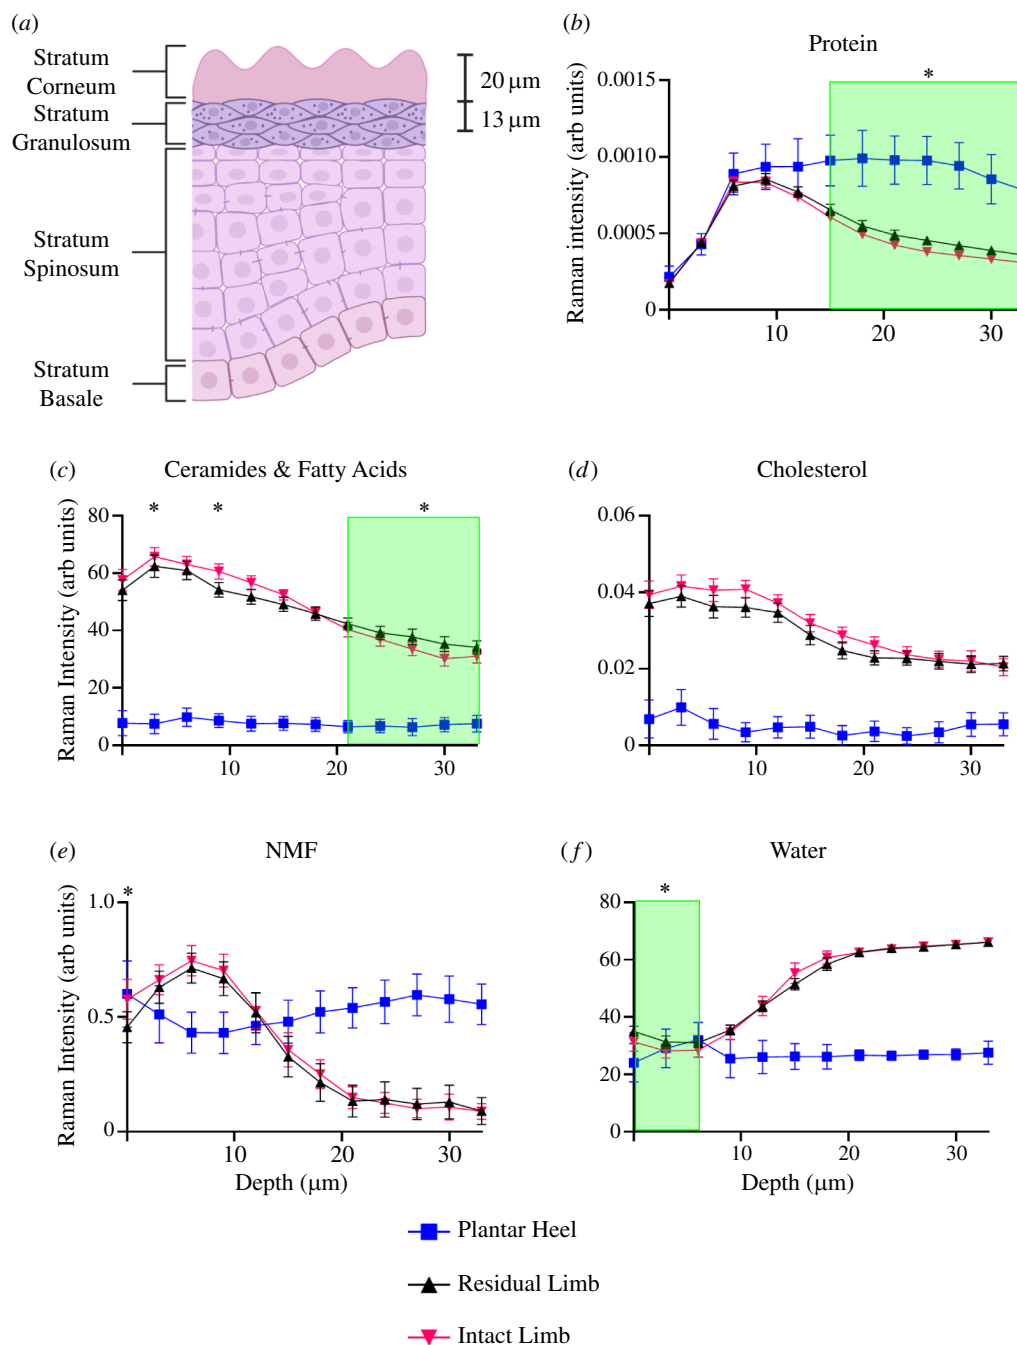 (a)
Stratum
Corneum
Stratum
Granulosum
Stratum
Spinosum
Stratum
Basale
20 μm
13 μm
(b)
Protein
Raman intensity (arb units)
0.0015
0.0010
0.0005
0
*
10
20
30
(c)
Ceramides & Fatty Acids
Raman Intensity (arb units)
80
60
40
20
0
*
*
*
10
20
30
(d)
Cholesterol
0.06
0.04
0.02
0
10
20
30
(e)
NMF
Raman Intensity (arb units)
1.0
0.5
0
*
10
20
30
Depth (μm)
(f)
Water
80
60
40
20
0
*
10
20
30
Depth (μm)
Plantar Heel
Residual Limb
Intact Limb